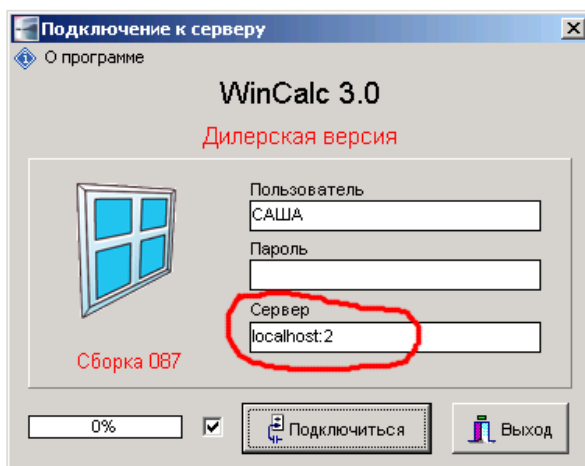 Подключение к серверу
О программе
WinCalc 3.0
Дилерская версия
Пользователь
САША
Пароль
Сервер
localhost:2
Сборка 087
0%
Подключиться
Выход